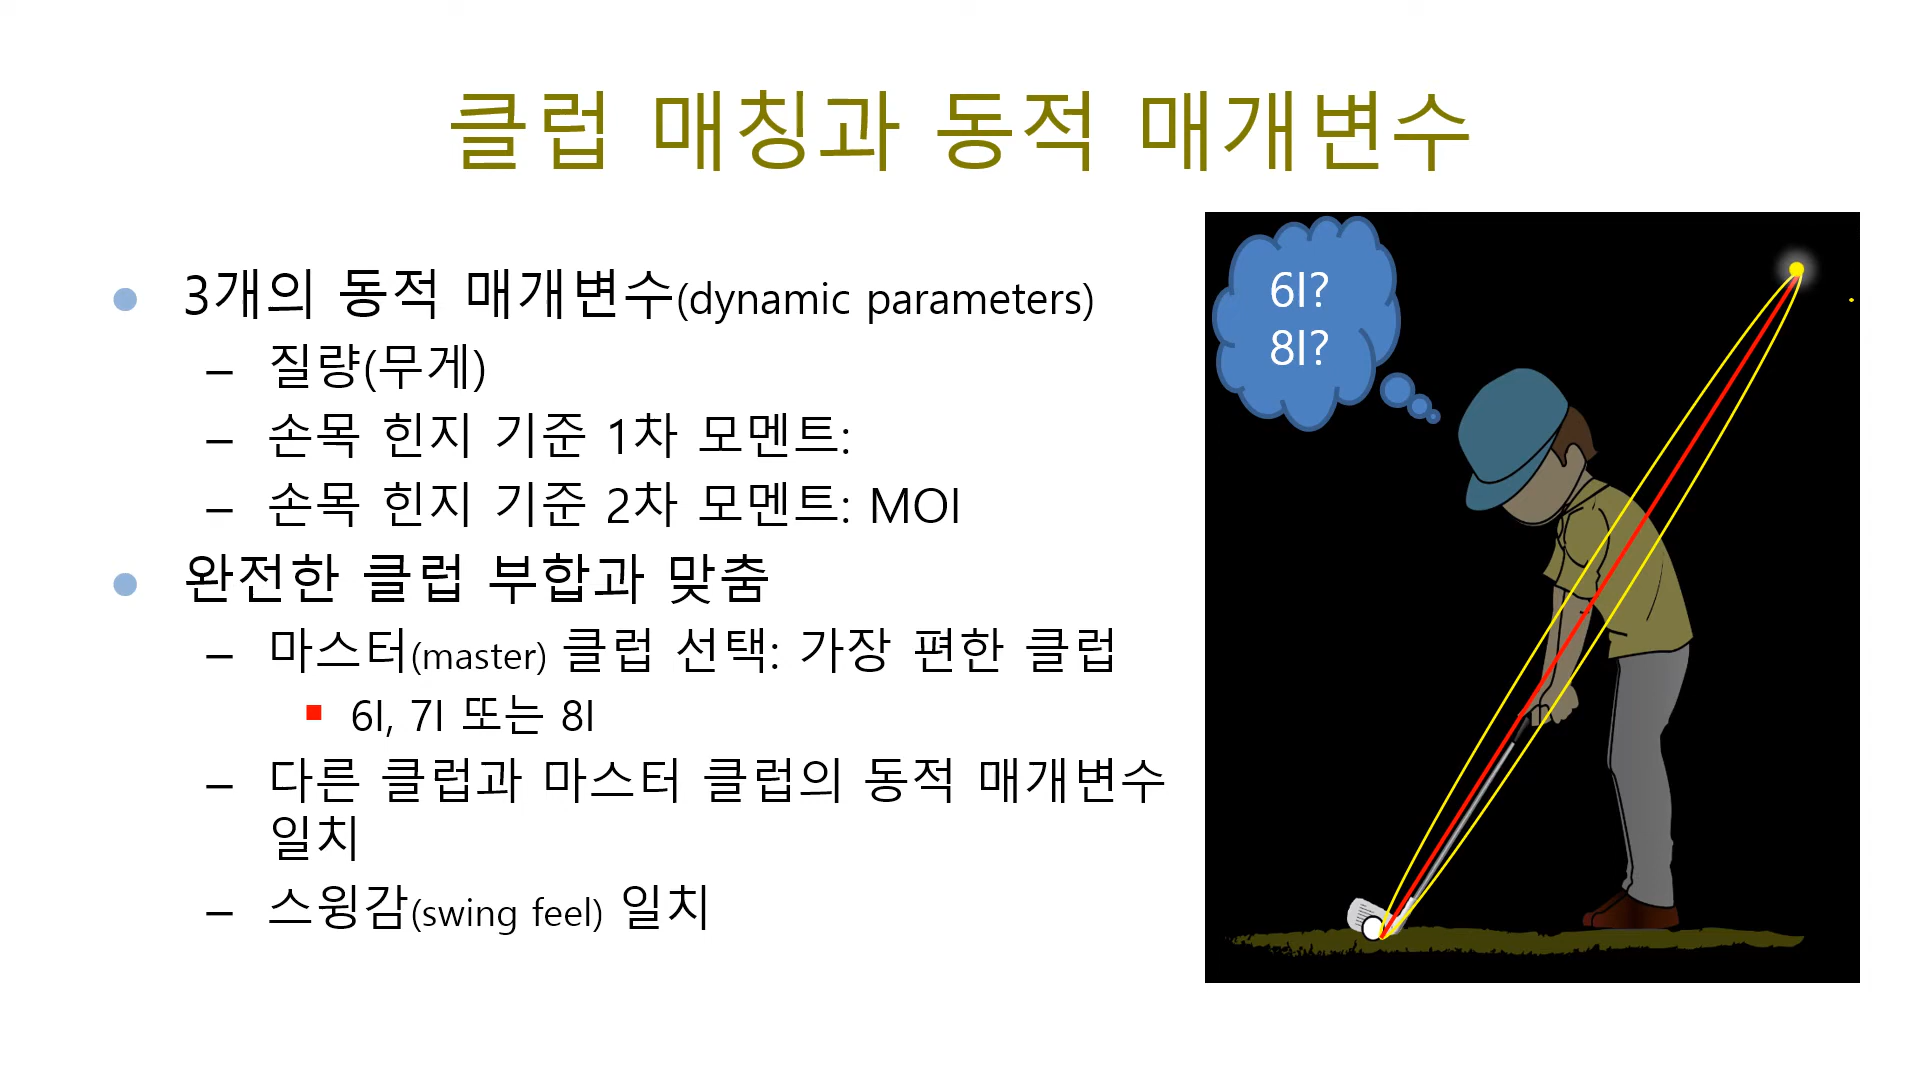 클럽 매칭과 동적 매개변수
● 3개의 동적 매개변수(dynamic parameters)
– 질량(무게)
– 손목 힌지 기준 1차 모멘트:
– 손목 힌지 기준 2차 모멘트: MOI
● 완전한 클럽 부합과 맞춤
– 마스터(master) 클럽 선택: 가장 편한 클럽
▪ 6I, 7I 또는 8I
– 다른 클럽과 마스터 클럽의 동적 매개변수
일치
– 스윙감(swing feel) 일치
6I?
8I?